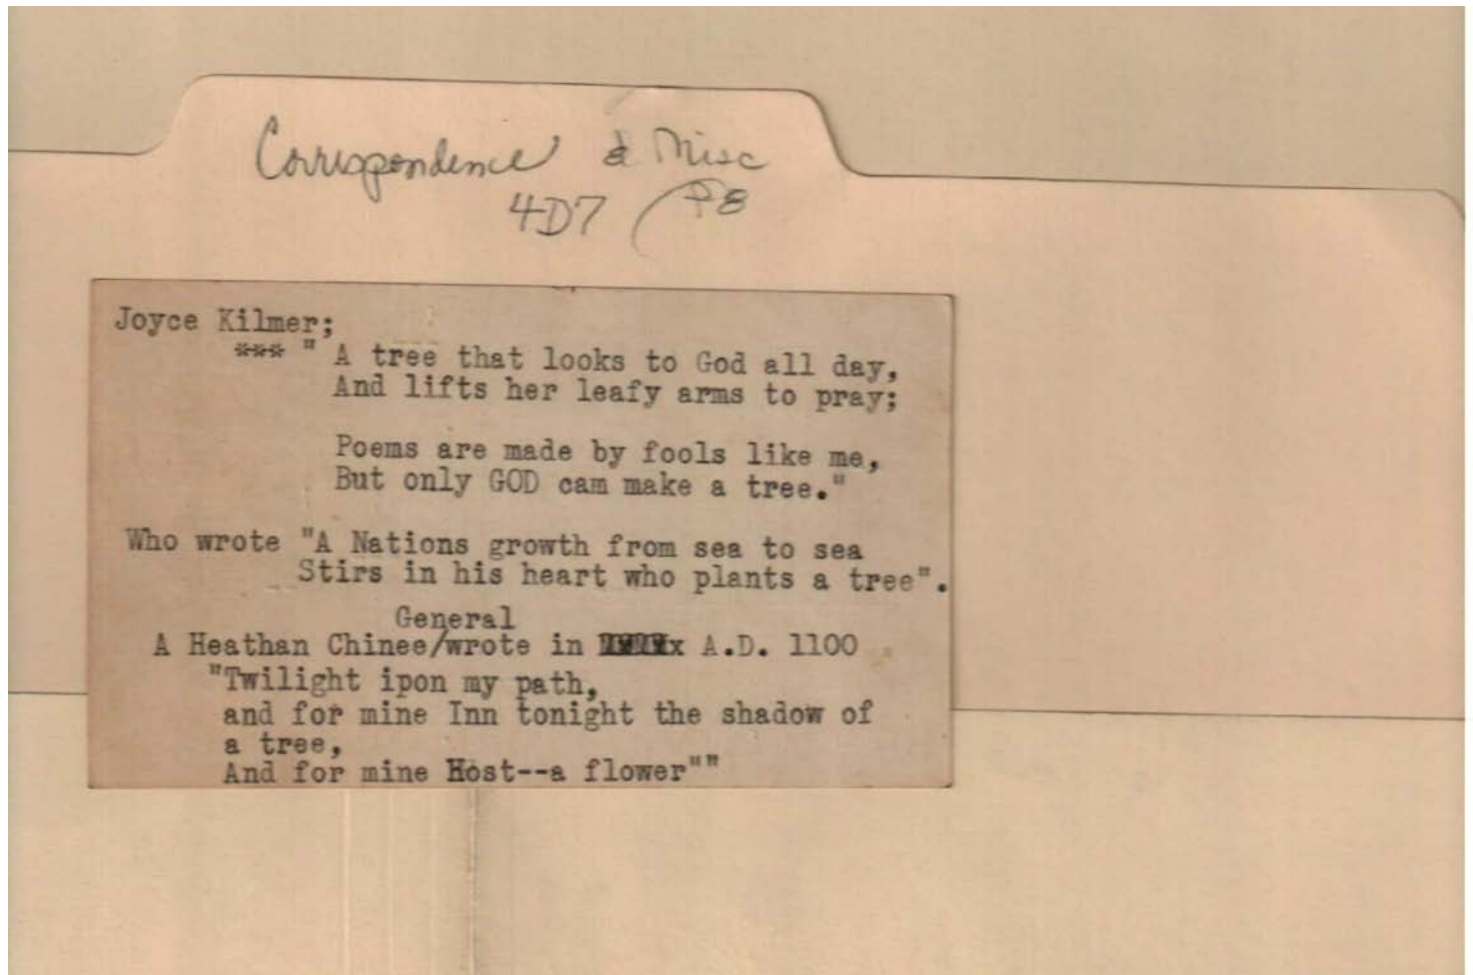 Correspondence & Misc
4D7 ( P8
Joyce Kilmer;
*** " A tree that looks to God all day,
And lifts her leafy arms to pray;
Poems are made by fools like me,
But only GOD cam make a tree."
Who wrote "A Nations growth from sea to sea
Stirs in his heart who plants a tree".
General
A Heathan Chinee/wrote in x A.D. 1100
"Twilight ipon my path,
and for mine Inn tonight the shadow of
a tree,
And for mine Host--a flower""